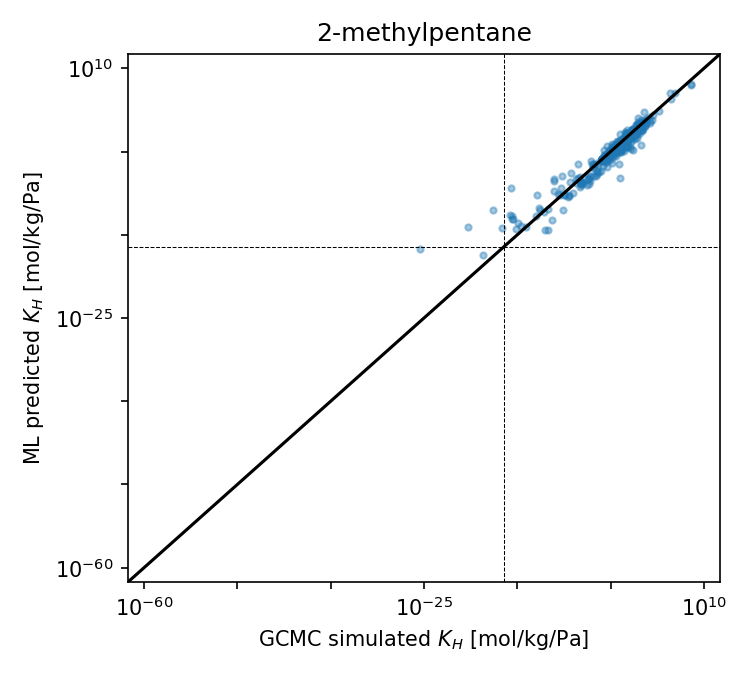 2-methylpentane
ML predicted $K_H$ [mol/kg/Pa]
$10^{10}$
$10^{-25}$
$10^{-60}$
$10^{-60}$ $10^{-25}$ $10^{10}$
GCMC simulated $K_H$ [mol/kg/Pa]